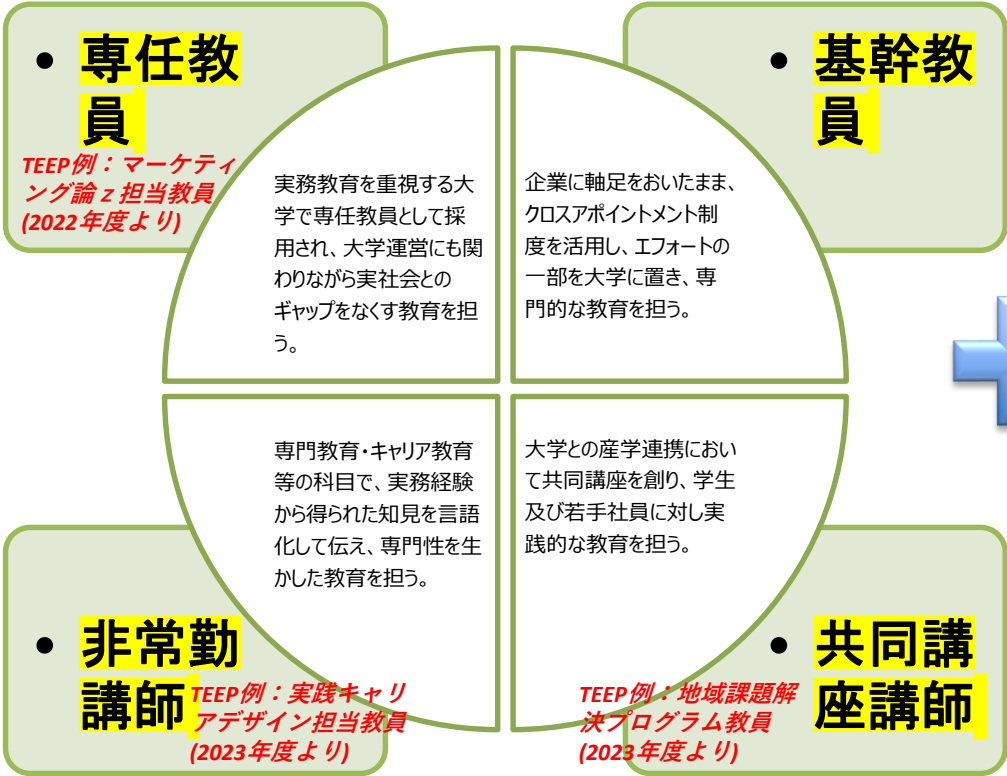 • 専任教
員
TEEP例：マーケティ
ング論ｚ担当教員
(2022年度より)
実務教育を重視する大
学で専任教員として採
用され、大学運営にも関
わりながら実社会との
ギャップをなくす教育を担
う。
• 基幹教
員
企業に軸足をおいたまま、
クロスアポイントメント制
度を活用し、エフォートの
一部を大学に置き、専
門的な教育を担う。
専門教育・キャリア教育
等の科目で、実務経験
から得られた知見を言語
化して伝え、専門性を生
かした教育を担う。
• 非常勤
講師
TEEP例：実践キャリ
アデザイン担当教員
(2023年度より)
大学との産学連携におい
て共同講座を創り、学生
及び若手社員に対し実
践的な教育を担う。
• 共同講
座講師
TEEP例：地域課題解
決プログラム教員
(2023年度より)